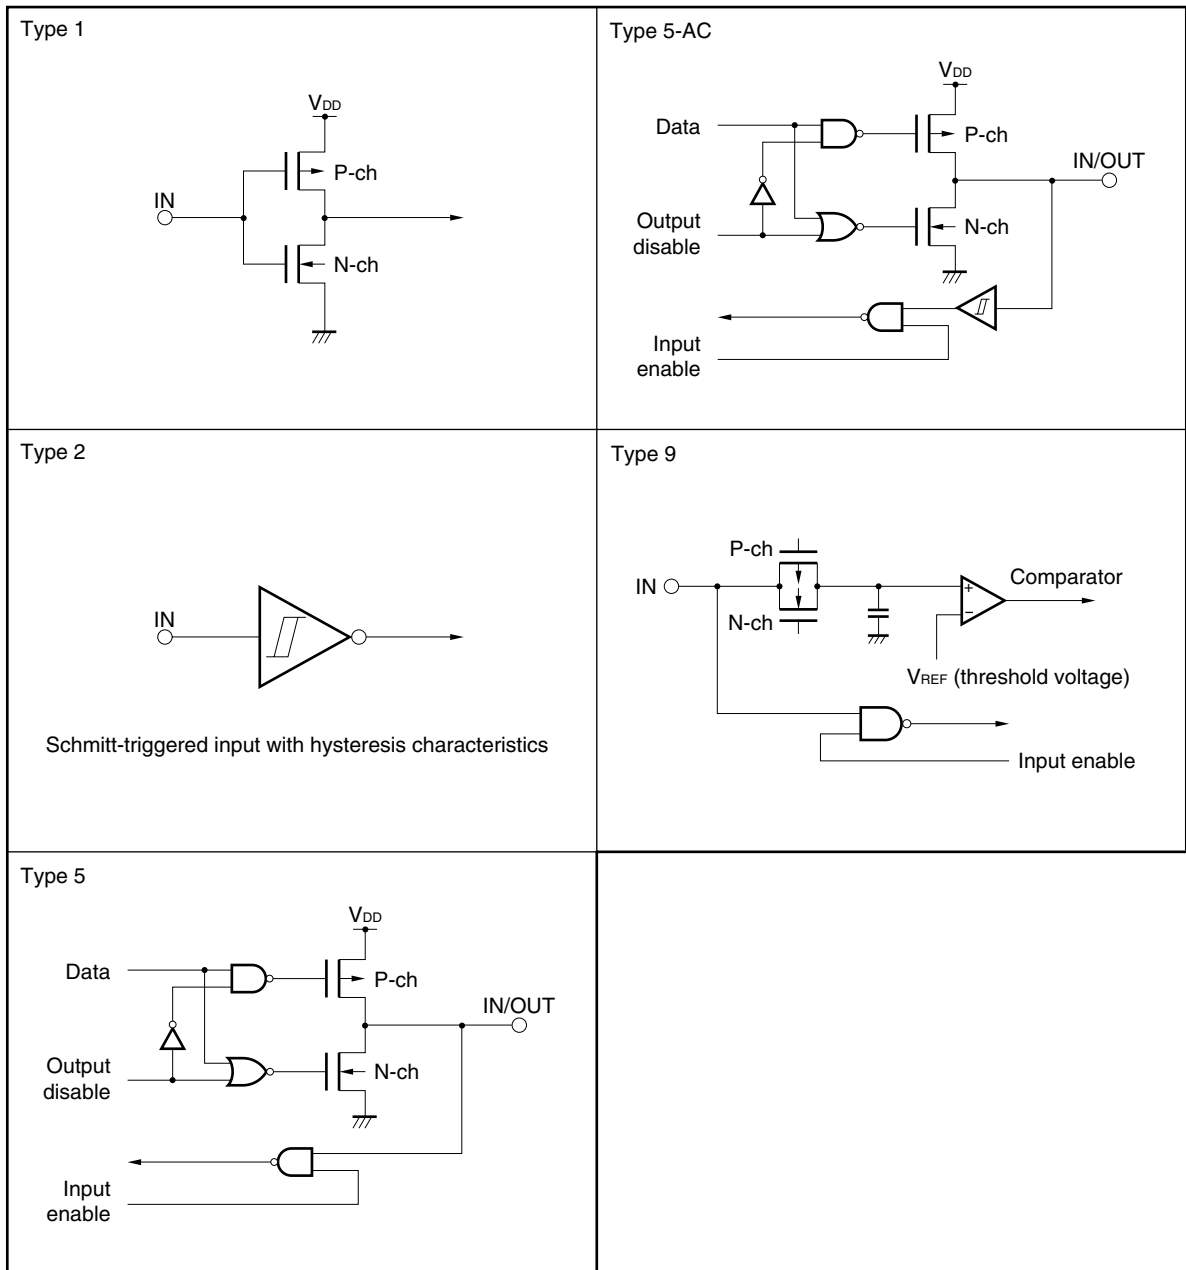 Type 1
VDD
P-ch
IN
N-ch
Type 5-AC
VDD
Data
P-ch
IN/OUT
Output
disable
N-ch
Input
enable
Type 2
IN
Schmitt-triggered input with hysteresis characteristics
Type 9
P-ch
IN
Comparator
+
−
N-ch
VREF (threshold voltage)
Input enable
Type 5
VDD
Data
P-ch
IN/OUT
Output
disable
N-ch
Input
enable